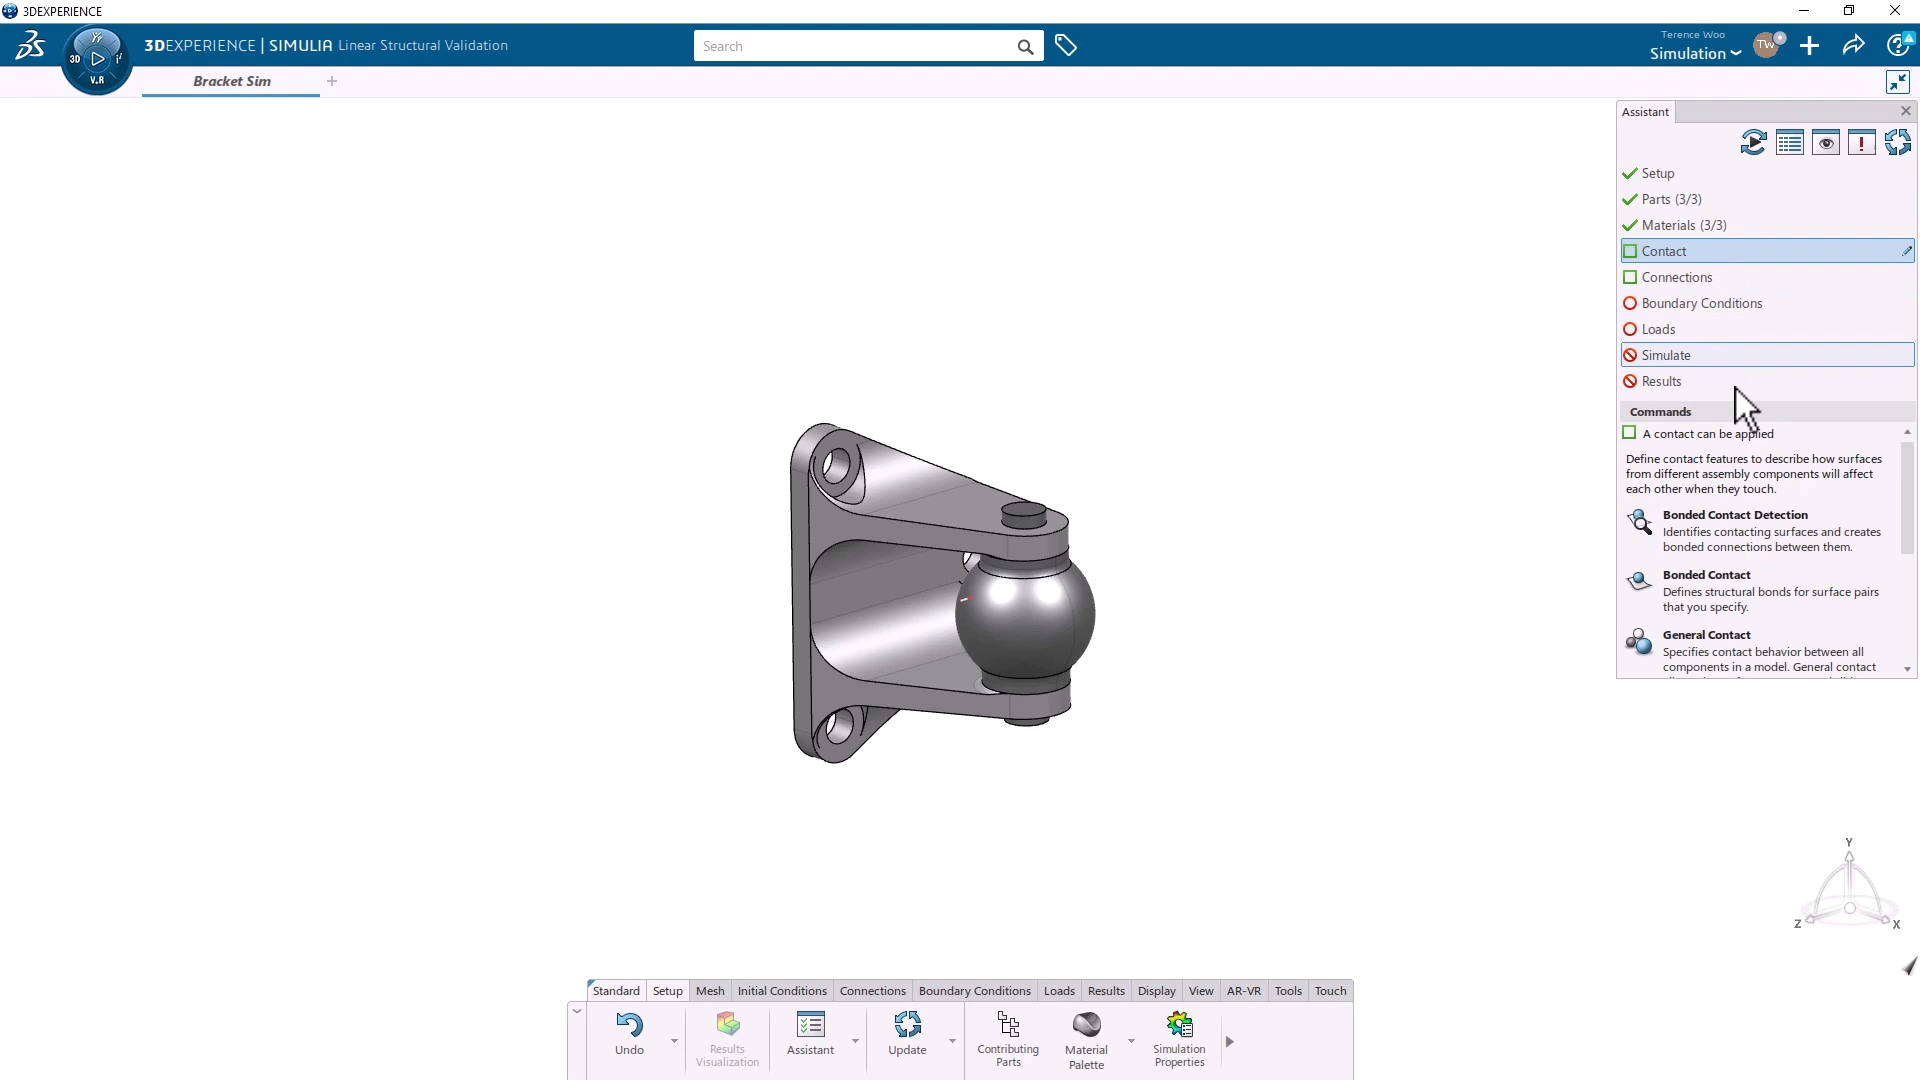 3DEXPERIENCE
3DEXPERIENCE | SIMULIA Linear Structural Validation
Search
Terence Woo
Simulation
TW
3D
V.R
Bracket Sim
Assistant
Setup
Parts (3/3)
Materials (3/3)
Contact
Connections
Boundary Conditions
Loads
Simulate
Results
Commands
A contact can be applied
Define contact features to describe how surfaces
from different assembly components will affect
each other when they touch.
Bonded Contact Detection
Identifies contacting surfaces and creates
bonded connections between them.
Bonded Contact
Defines structural bonds for surface pairs
that you specify.
General Contact
Specifies contact behavior between all
components in a model. General contact
Y
Z
X
Standard Setup Mesh Initial Conditions Connections Boundary Conditions Loads Results Display View AR-VR Tools Touch
Undo
Results
Visualization
Assistant
Update
Contributing
Parts
Material
Palette
Simulation
Properties